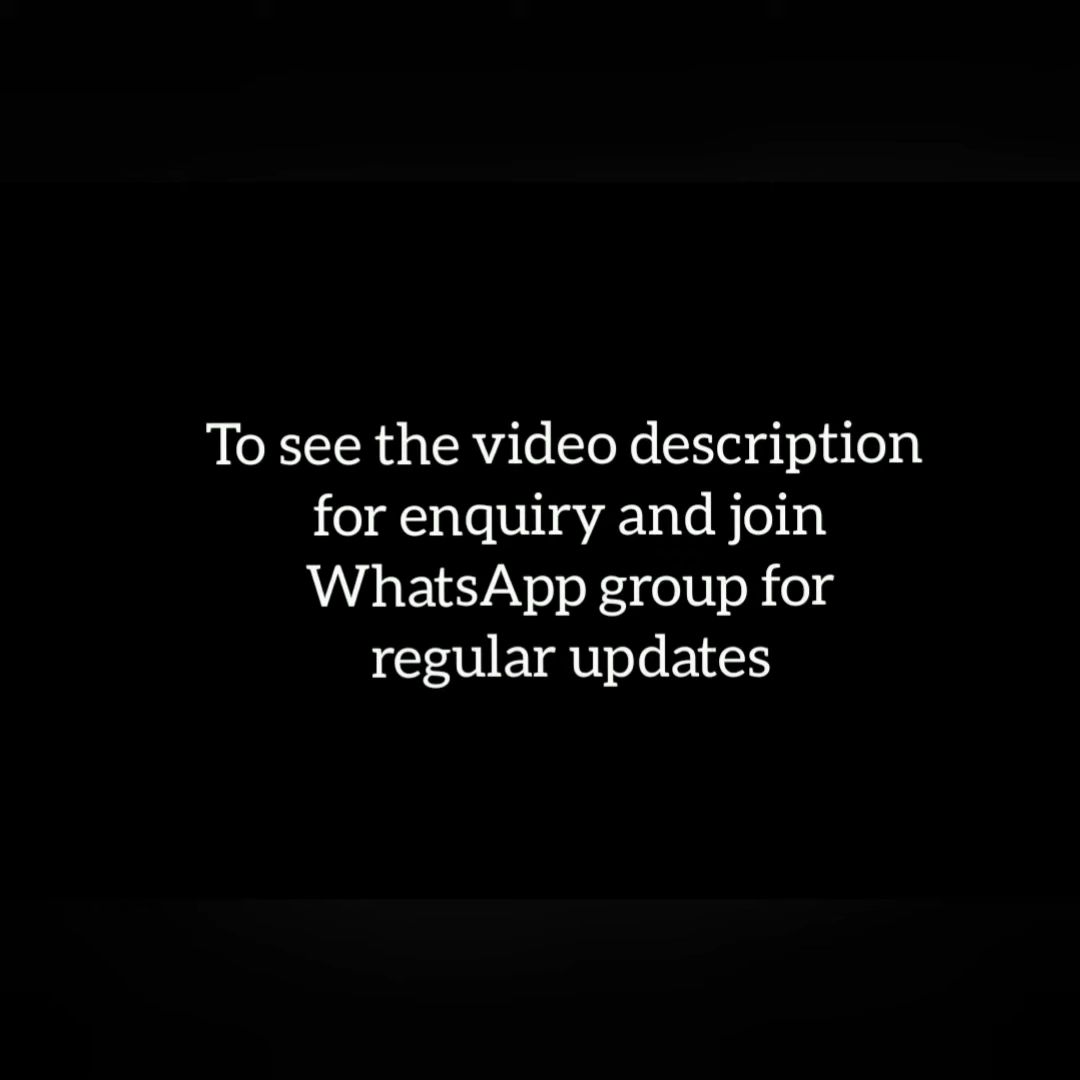 To see the video description
for enquiry and join
WhatsApp group for
regular updates